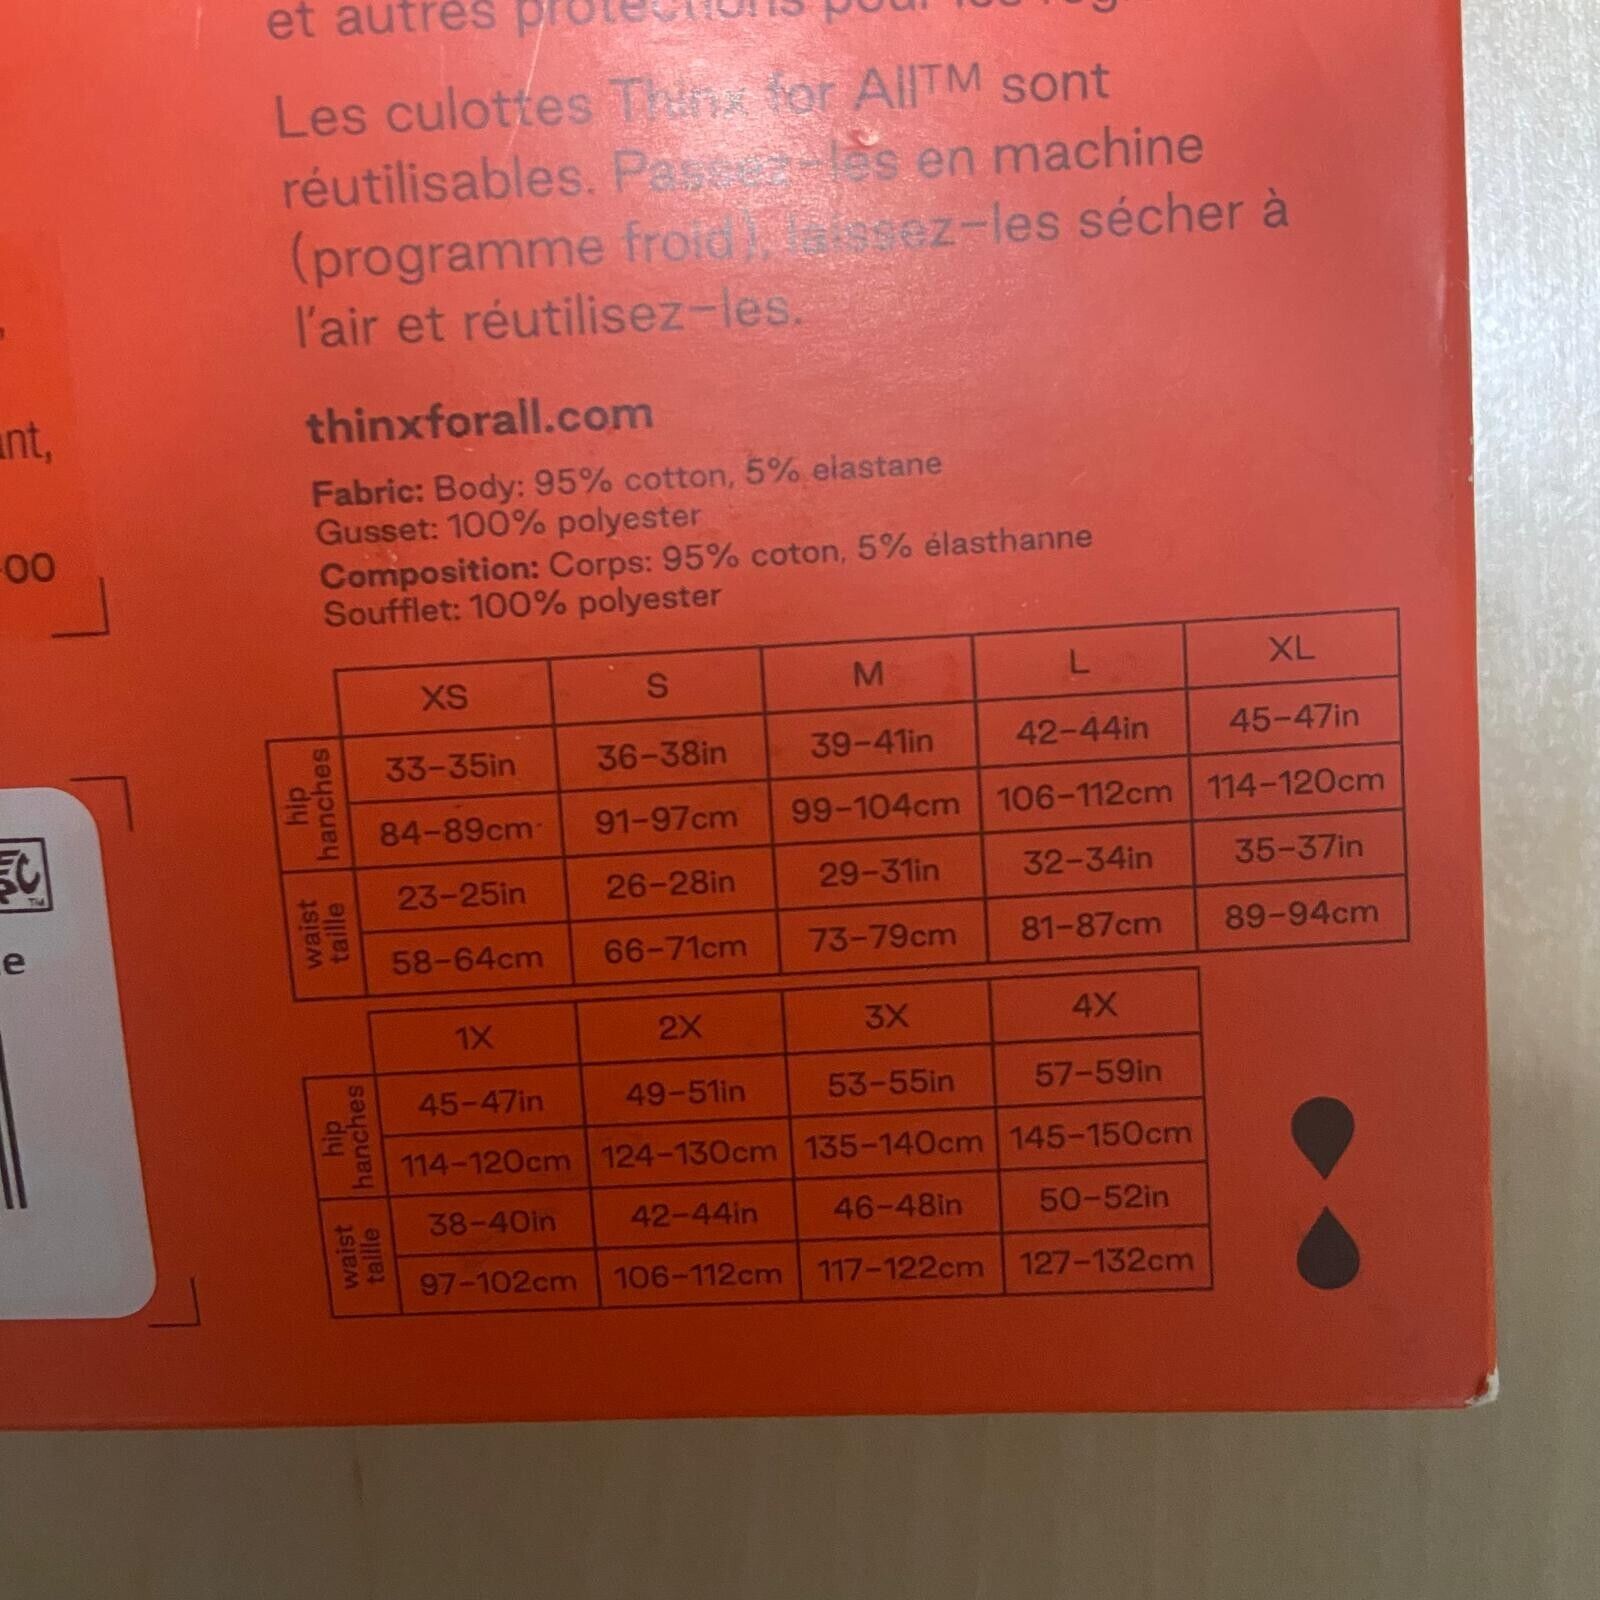 et autres protections pour les
Les culottes Thinx for All™ sont
réutilisables. Passez-les en machine
(programme froid), laissez-les sécher à
l'air et réutilisez-les.
thinxforall.com
Fabric: Body: 95% cotton, 5% elastane
Gusset: 100% polyester
Composition: Corps: 95% coton, 5% élasthanne
Soufflet: 100% polyester
XS S M L XL
hip
hanches
33-35in 36-38in 39-41in 42-44in 45-47in
84-89cm 91-97cm 99-104cm 106-112cm 114-120cm
waist
taille
23-25in 26-28in 29-31in 32-34in 35-37in
58-64cm 66-71cm 73-79cm 81-87cm 89-94cm
1X 2X 3X 4X
hip
hanches
45-47in 49-51in 53-55in 57-59in
114-120cm 124-130cm 135-140cm 145-150cm
waist
taille
38-40in 42-44in 46-48in 50-52in
97-102cm 106-112cm 117-122cm 127-132cm